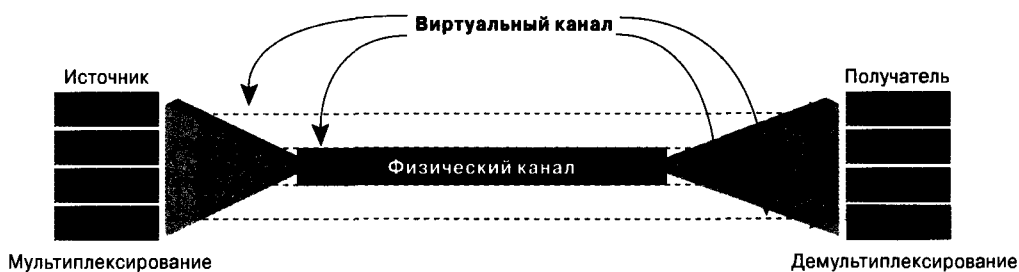 Виртуальный канал
Источник
Получатель
Физический канал
Мультиплексирование
Демультиплексирование